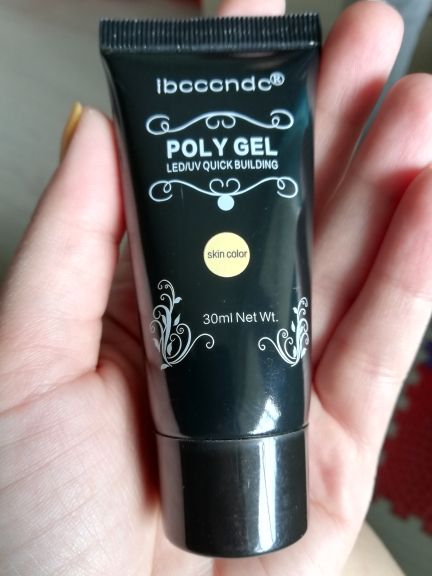 Ibcccndc®
POLY GEL
LED/UV QUICK BUILDING
skin color
30ml Net Wt.